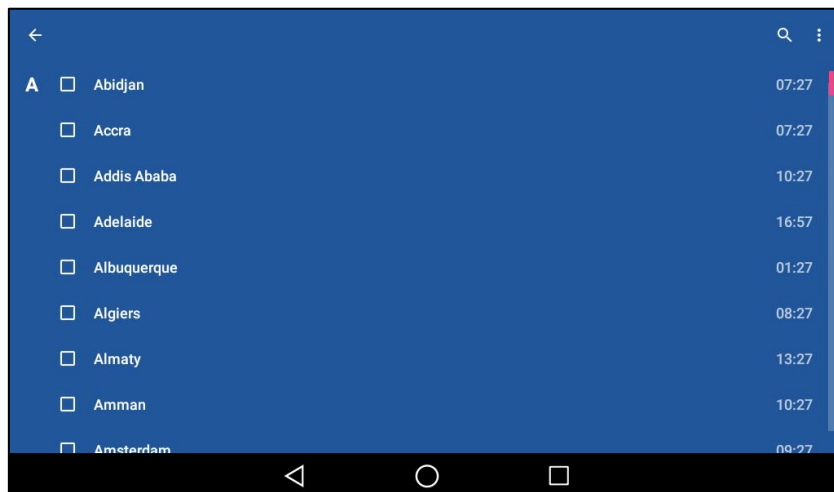 A Abidjan 07:27
Accra 07:27
Addis Ababa 10:27
Adelaide 16:57
Albuquerque 01:27
Algiers 08:27
Almaty 13:27
Amman 10:27
Amsterdam 09:27